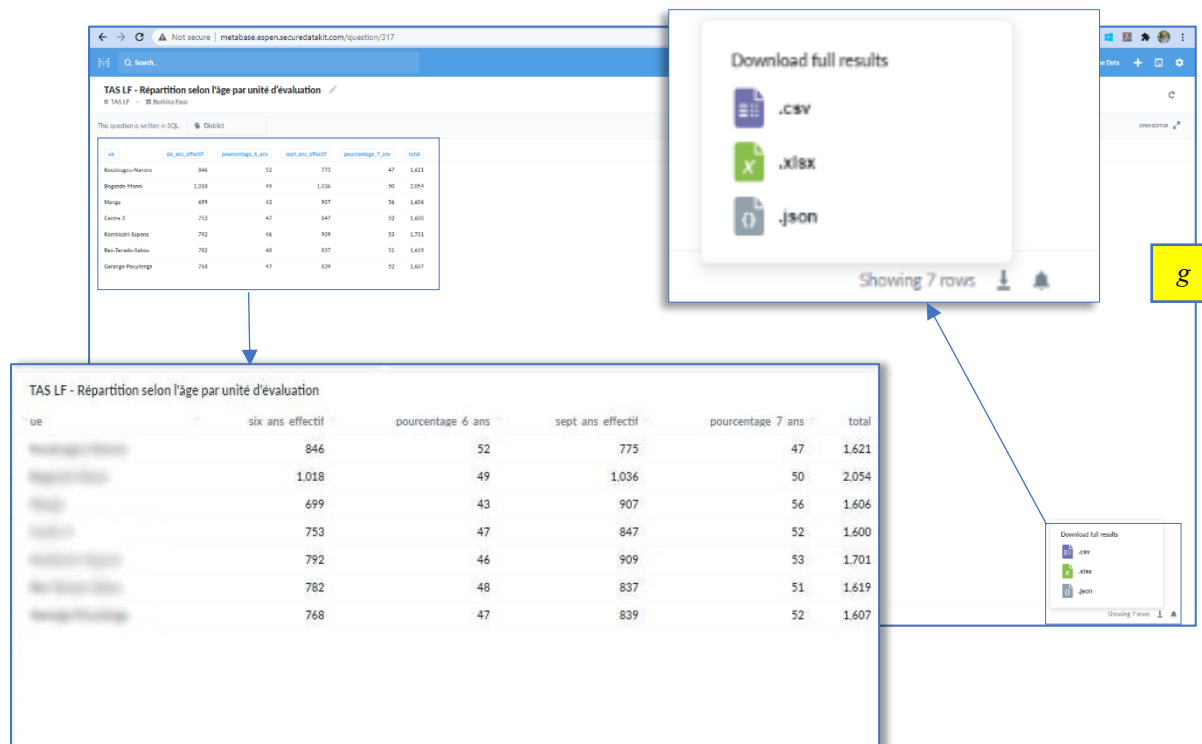 Not secure | metabase.espen.securedatakit.com/question/317
Search...
Data
TAS LF - Répartition selon l'âge par unité d'évaluation
TAS LF Burkina Faso
This question is written in SQL. District
OPEN EDITOR
ue six_ans_effectif pourcentage_6_ans sept_ans_effectif pourcentage_7_ans total
Koudougou-Nanoro 846 52 775 47 1,621
Bogande-Manni 1,018 49 1,036 50 2,054
Manga 699 43 907 56 1,606
Centre 3 753 47 847 52 1,600
792 46 909 53 1,701
782 48 837 51 1,619
Garango-Pouytenga 768 47 839 52 1,607
Download full results
.csv
.xlsx
.json
Showing 7 rows
g
TAS LF - Répartition selon l'âge par unité d'évaluation
ue six ans effectif pourcentage 6 ans sept ans effectif pourcentage 7 ans total
846 52 775 47 1,621
1,018 49 1,036 50 2,054
699 43 907 56 1,606
753 47 847 52 1,600
792 46 909 53 1,701
782 48 837 51 1,619
768 47 839 52 1,607
Download full results
.csv
.xlsx
.json
Showing 7 rows